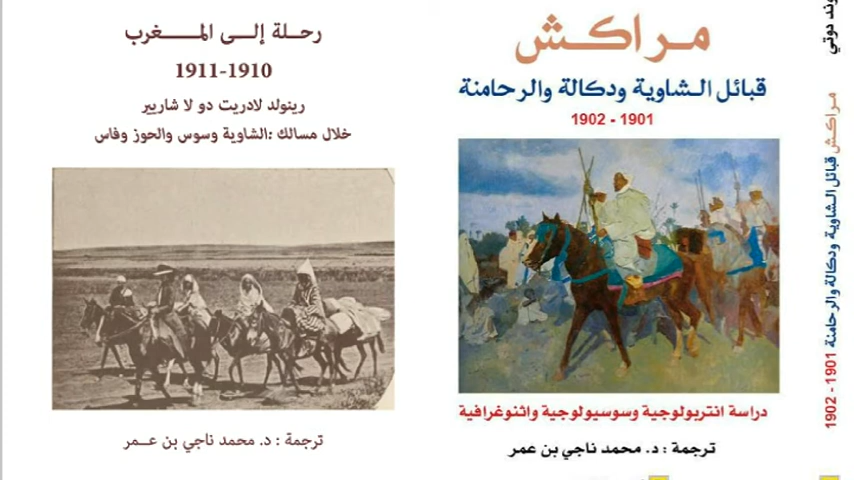 رحلة إلى المغرب
1911-1910
رينولد لادريت دو لا شاريير
خلال مسالك :الشاوية وسوس والحوز وفاس
ترجمة : د. محمد ناجي بن عمر
مراكش
قبائل الشاوية ودكالة والرحامنة
1902 - 1901
دراسة انتربولوجية وسوسيولوجية واثنوغرافية
ترجمة : د. محمد ناجي بن عمر
دوتي
مراكش قبائل الشاوية ودكالة والرحامنة 1901 - 1902